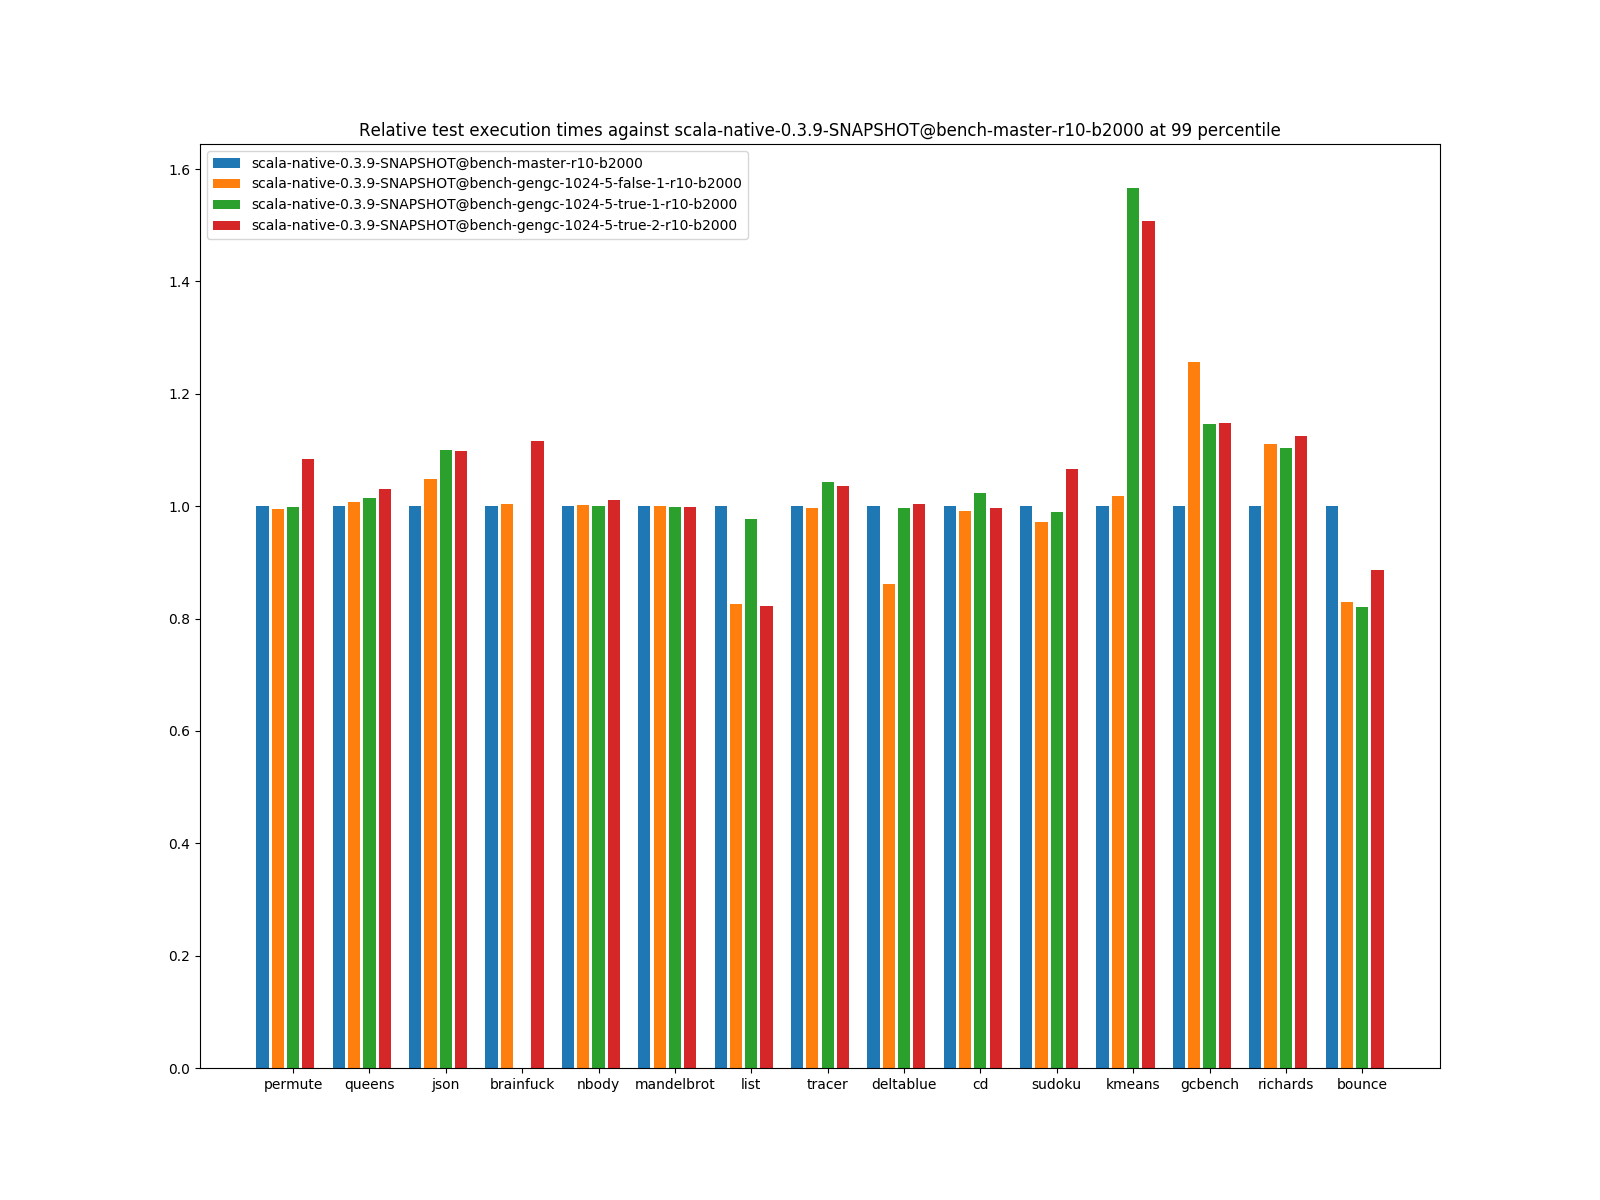 Relative test execution times against scala-native-0.3.9-SNAPSHOT@bench-master-r10-b2000 at 99 percentile
scala-native-0.3.9-SNAPSHOT@bench-master-r10-b2000
scala-native-0.3.9-SNAPSHOT@bench-gengc-1024-5-false-1-r10-b2000
scala-native-0.3.9-SNAPSHOT@bench-gengc-1024-5-true-1-r10-b2000
scala-native-0.3.9-SNAPSHOT@bench-gengc-1024-5-true-2-r10-b2000
1.6
1.4
1.2
1.0
0.8
0.6
0.4
0.2
0.0
permute queens json brainfuck nbody mandelbrot list tracer deltablue cd sudoku kmeans gcbench richards bounce